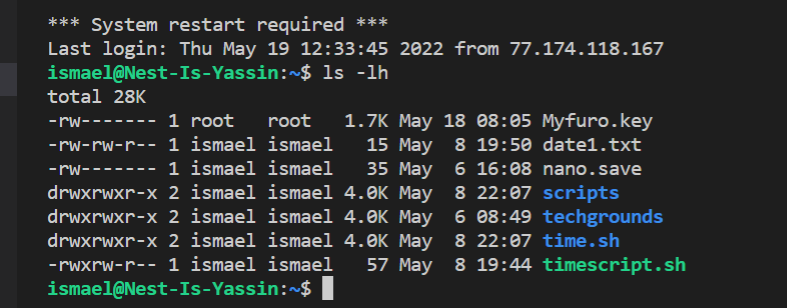 *** System restart required ***
Last login: Thu May 19 12:33:45 2022 from 77.174.118.167
ismael@Nest-Is-Yassin:~$ ls -lh
total 28K
-rw------- 1 root   root   1.7K May 18 08:05 Myfuro.key
-rw-rw-r-- 1 ismael ismael   15 May  8 19:50 date1.txt
-rw------- 1 ismael ismael   35 May  6 16:08 nano.save
drwxrwxr-x 2 ismael ismael 4.0K May  8 22:07 scripts
drwxrwxr-x 2 ismael ismael 4.0K May  6 08:49 techgrounds
drwxrwxr-x 2 ismael ismael 4.0K May  8 22:07 time.sh
-rwxrw-r-- 1 ismael ismael   57 May  8 19:44 timescript.sh
ismael@Nest-Is-Yassin:~$